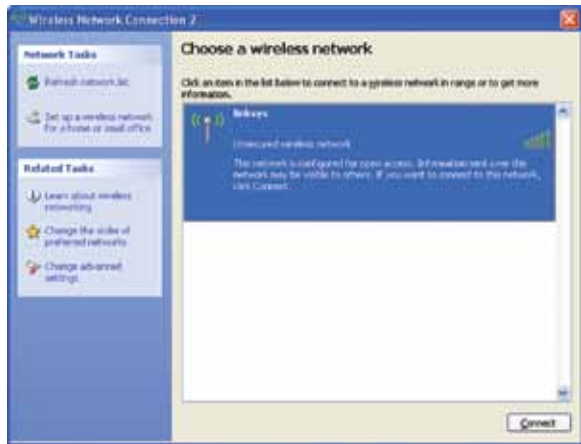 Wireless Network Connection 2
Network Tasks
Refresh network list
Set up a wireless network
for a home or small office
Related Tasks
Learn about wireless
networking
Change the order of
preferred networks
Change advanced
settings
Choose a wireless network
Click an item in the list below to connect to a wireless network in range or to get more
information.
linksys
Unsecured wireless network
This network is configured for open access. Information sent over this
network may be visible to others. If you want to connect to this network,
click Connect.
Connect